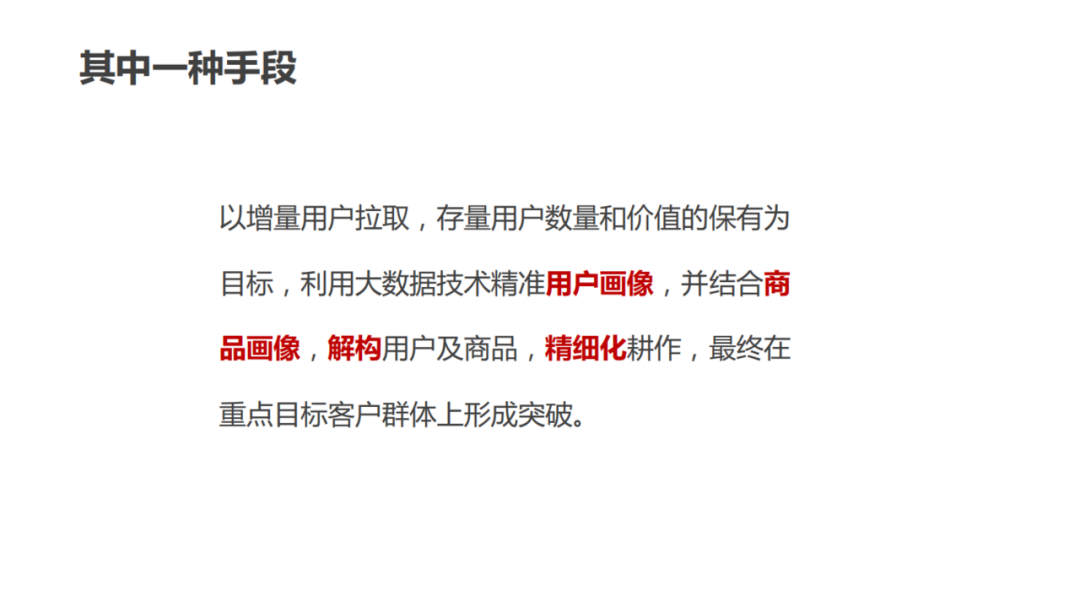 其中一种手段
以增量用户拉取，存量用户数量和价值的保有为
目标，利用大数据技术精准用户画像，并结合商
品画像，解构用户及商品，精细化耕作，最终在
重点目标客户群体上形成突破。